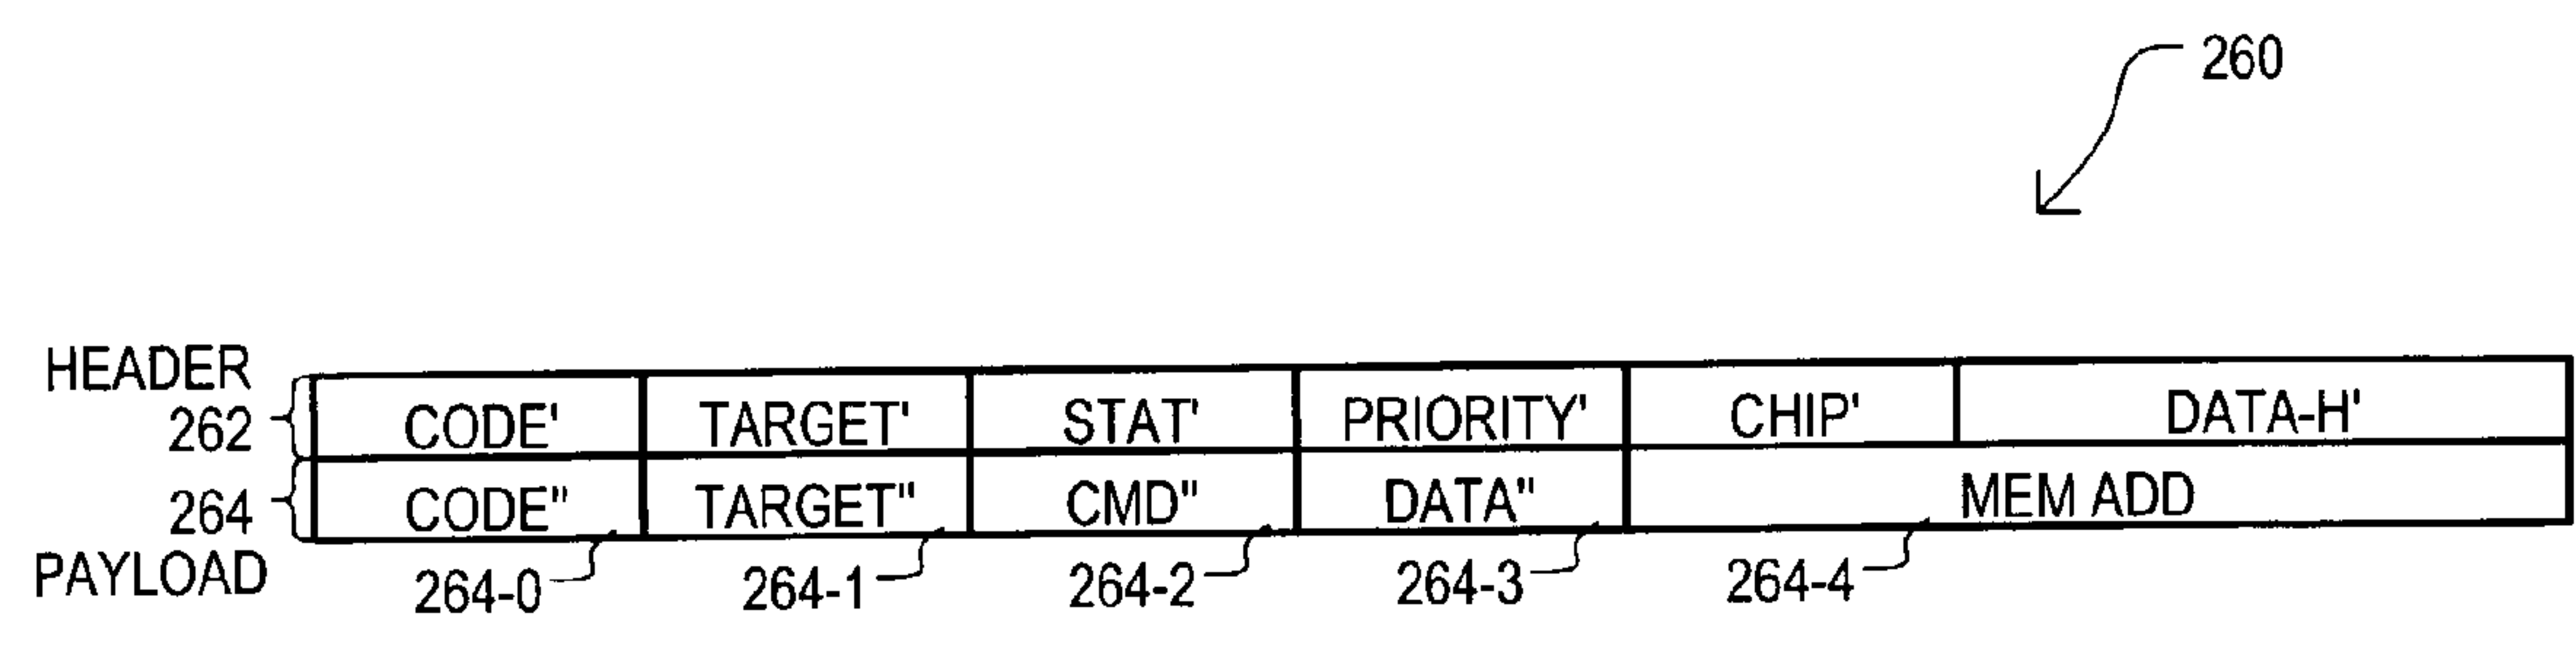 260
HEADER
262
CODE' TARGET' STAT' PRIORITY' CHIP' DATA-H'
264
CODE" TARGET" CMD" DATA" MEM ADD
PAYLOAD
264-0 264-1 264-2 264-3 264-4